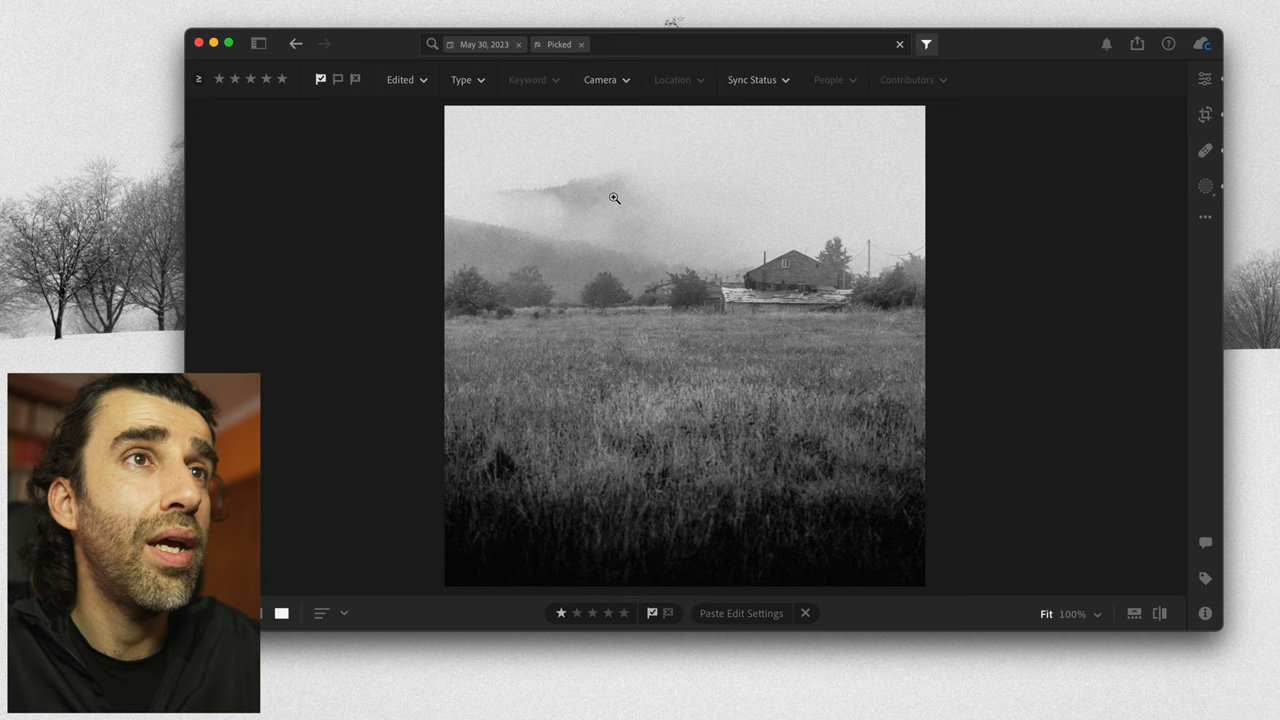 May 30, 2023 Picked
Edited Type Keyword Camera Location Sync Status People Contributors
Paste Edit Settings Fit 100%